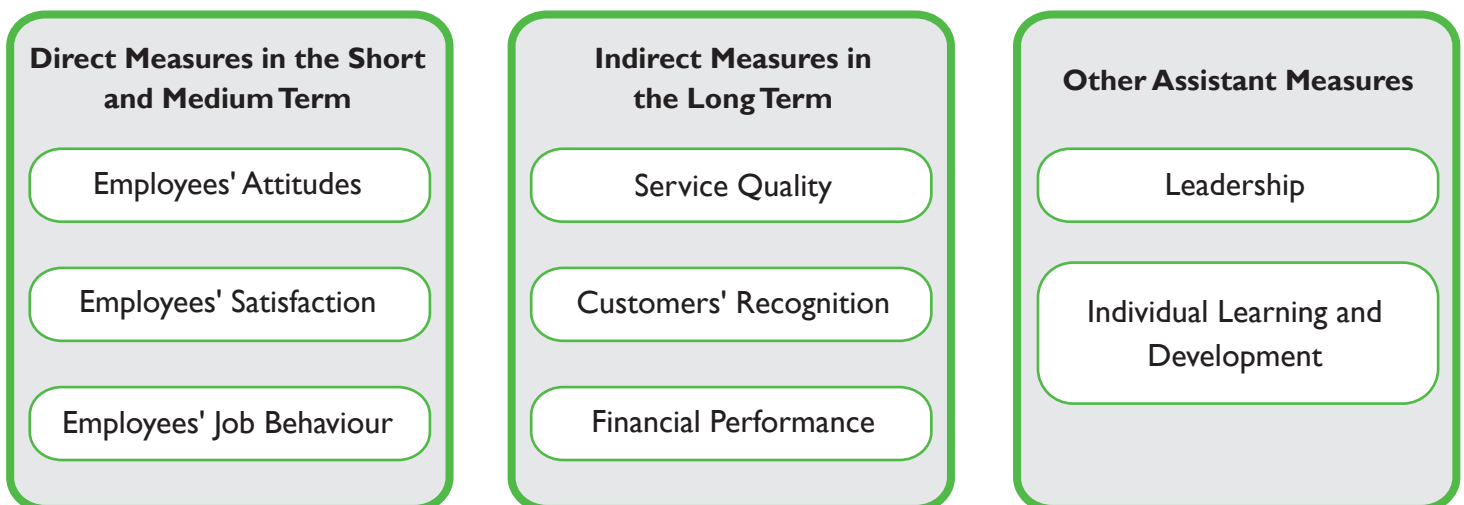 Direct Measures in the Short
and Medium Term
Employees' Attitudes
Employees' Satisfaction
Employees' Job Behaviour
Indirect Measures in
the Long Term
Service Quality
Customers' Recognition
Financial Performance
Other Assistant Measures
Leadership
Individual Learning and
Development